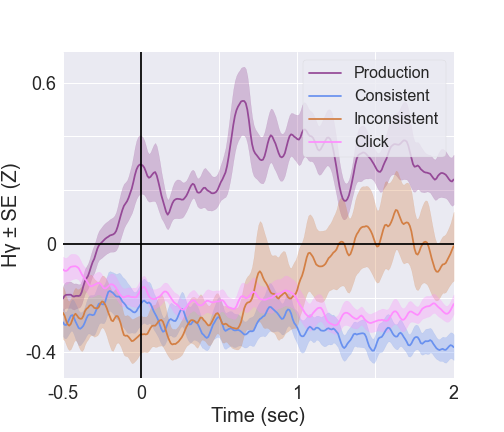 Production
Consistent
Inconsistent
Click
0.6
0
-0.4
Hγ ± SE (Z)
-0.5
0
1
2
Time (sec)